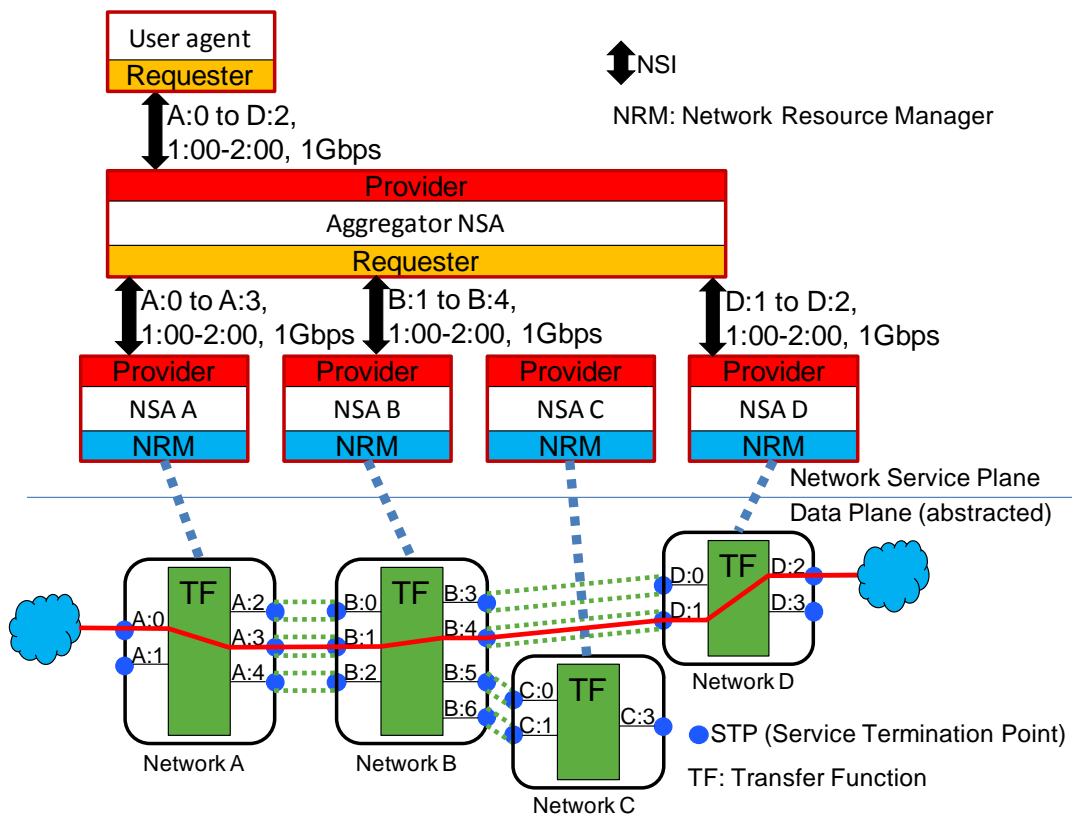 User agent
Requester
NSI
NRM: Network Resource Manager
A:0 to D:2,
1:00-2:00, 1Gbps
Provider
Aggregator NSA
Requester
A:0 to A:3,
1:00-2:00, 1Gbps
B:1 to B:4,
1:00-2:00, 1Gbps
D:1 to D:2,
1:00-2:00, 1Gbps
Provider
NSA A
NRM
Provider
NSA B
NRM
Provider
NSA C
NRM
Provider
NSA D
NRM
Network Service Plane
Data Plane (abstracted)
TF
A:0
A:1
A:2
A:3
A:4
Network A
TF
B:0
B:1
B:2
B:3
B:4
B:5
B:6
Network B
TF
C:0
C:1
C:3
Network C
TF
D:0
D:1
D:2
D:3
Network D
STP (Service Termination Point)
TF: Transfer Function